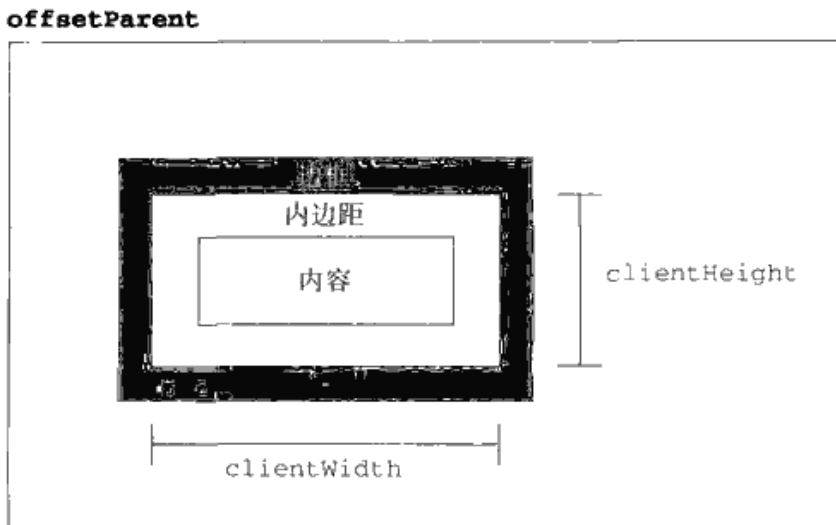 offsetParent
内边距
内容
clientHeight
clientWidth